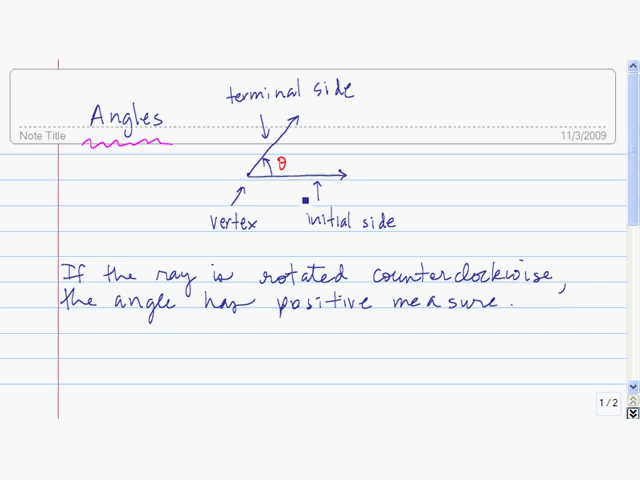 terminal side
Angles
Note Title
11/3/2009
θ
vertex
initial side
If the ray is rotated counterclockwise,
the angle has positive measure.
1 / 2